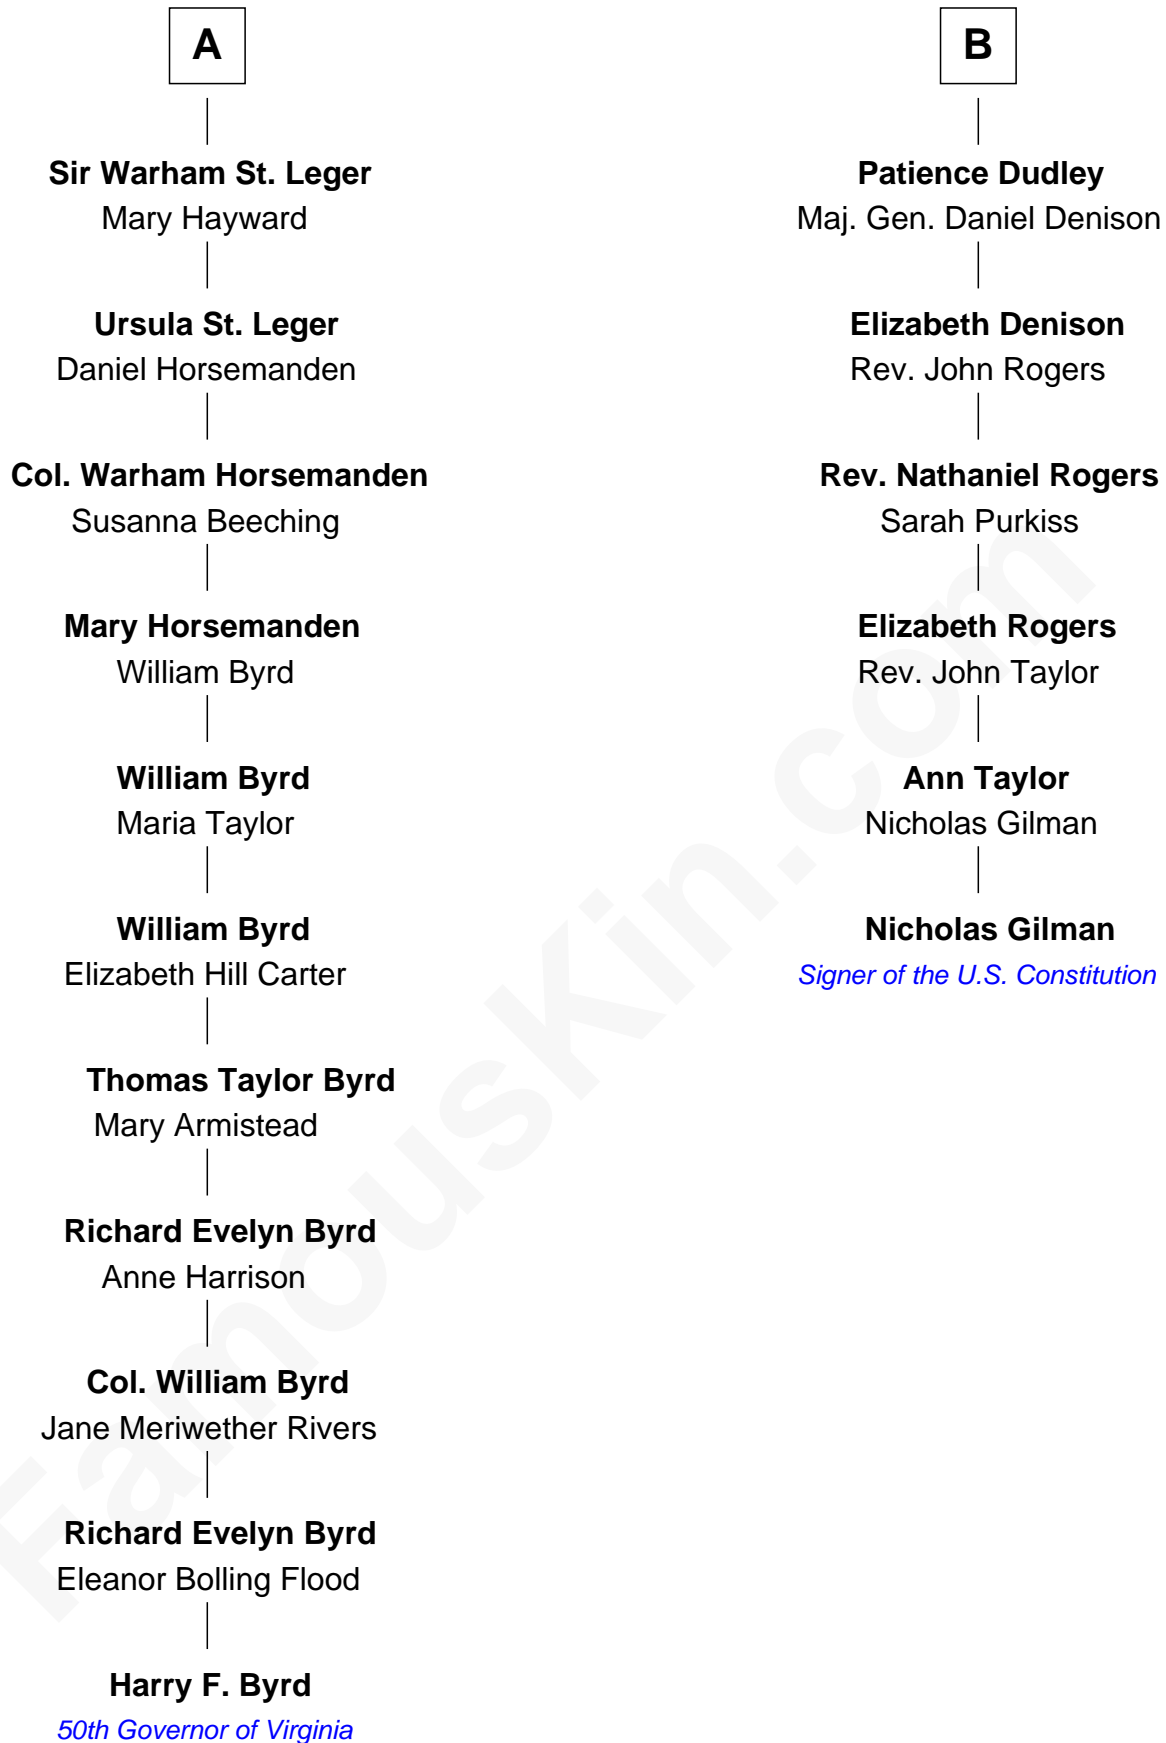 A
Sir Warham St. Leger
Mary Hayward
Ursula St. Leger
Daniel Horsemanden
Col. Warham Horsemanden
Susanna Beeching
Mary Horsemanden
William Byrd
William Byrd
Maria Taylor
William Byrd
Elizabeth Hill Carter
Thomas Taylor Byrd
Mary Armistead
Richard Evelyn Byrd
Anne Harrison
Col. William Byrd
Jane Meriwether Rivers
Richard Evelyn Byrd
Eleanor Bolling Flood
Harry F. Byrd
50th Governor of Virginia
B
Patience Dudley
Maj. Gen. Daniel Denison
Elizabeth Denison
Rev. John Rogers
Rev. Nathaniel Rogers
Sarah Purkiss
Elizabeth Rogers
Rev. John Taylor
Ann Taylor
Nicholas Gilman
Nicholas Gilman
Signer of the U.S. Constitution
FamousKin.com